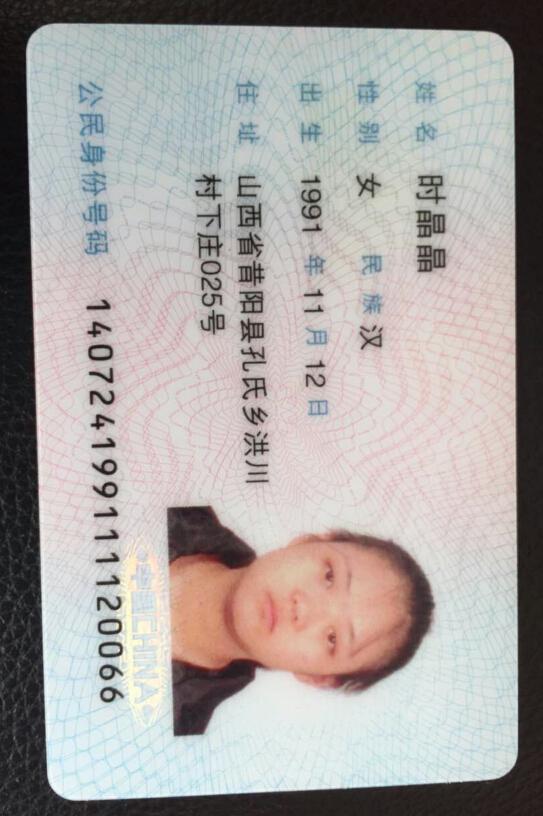 姓名 时晶晶
性别 女 民族 汉
出生 1991 年 11 月 12 日
住址 山西省昔阳县孔氏乡洪川
村下庄025号
公民身份号码 140724199111120066
中国CHINA